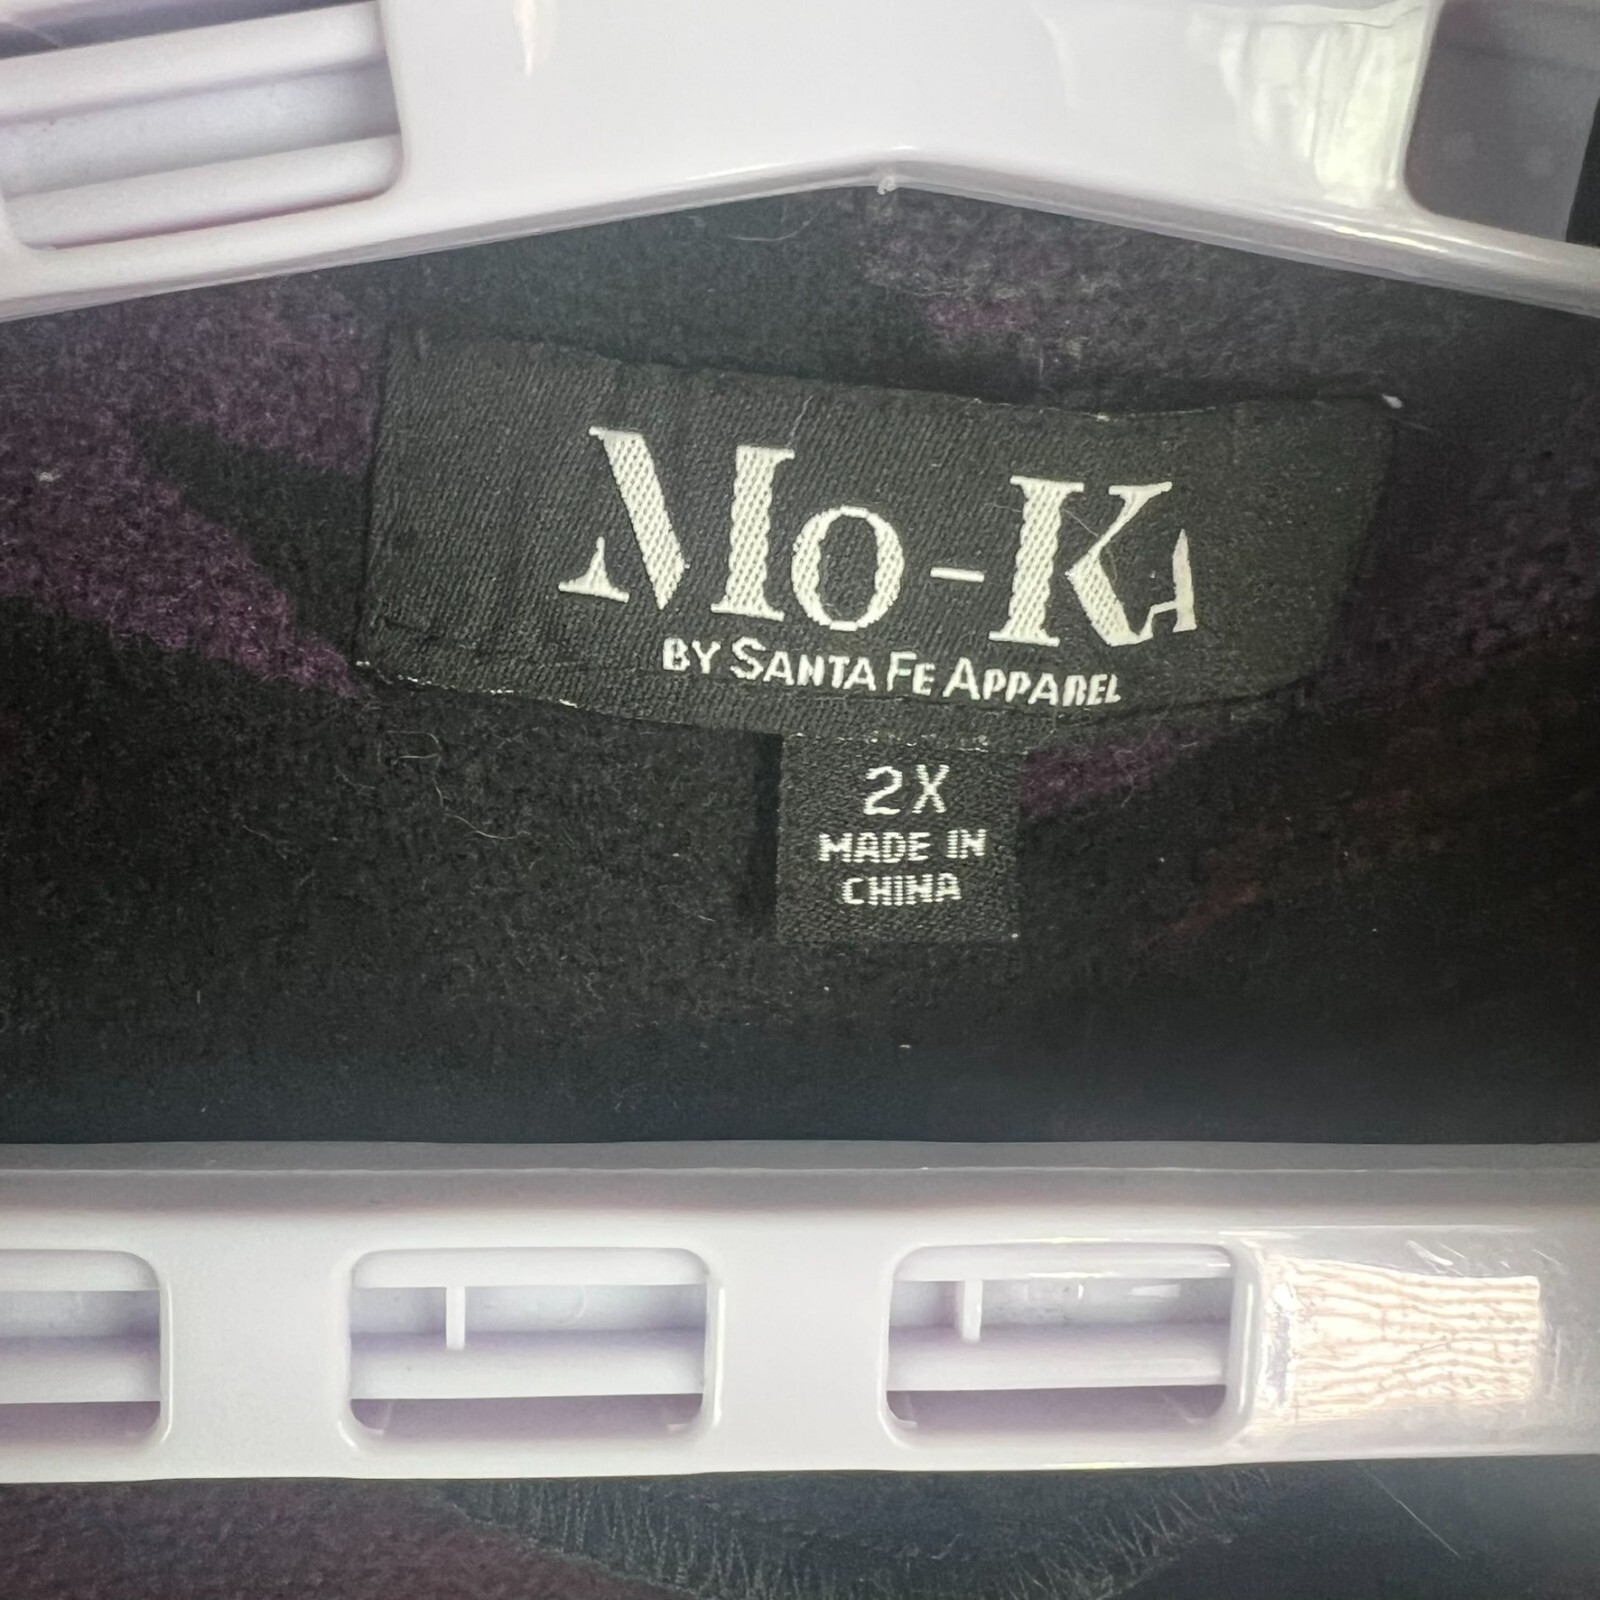 Mo-Ka
BY SANTA FE APPAREL
2X
MADE IN
CHINA